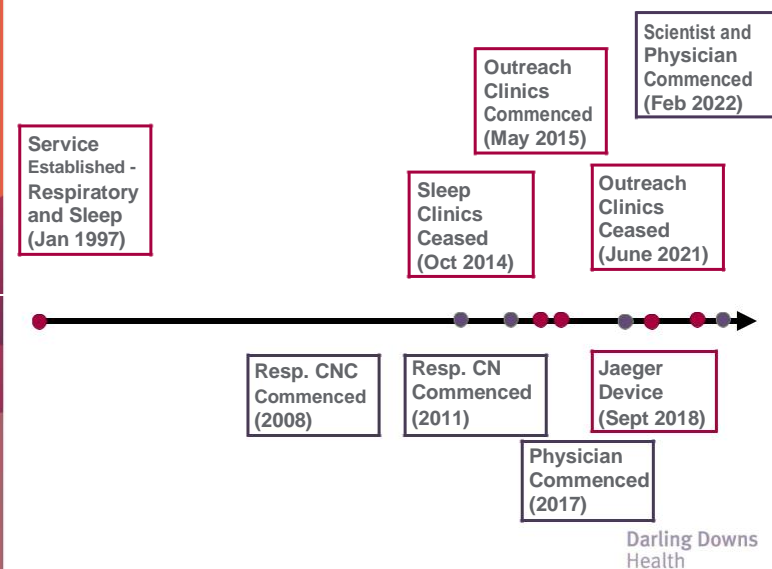 Scientist and
Physician
Commenced
(Feb 2022)
Outreach
Clinics
Commenced
(May 2015)
Service
Established -
Respiratory
and Sleep
(Jan 1997)
Sleep
Clinics
Ceased
(Oct 2014)
Outreach
Clinics
Ceased
(June 2021)
Resp. CNC
Commenced
(2008)
Resp. CN
Commenced
(2011)
Jaeger
Device
(Sept 2018)
Physician
Commenced
(2017)
Darling Downs
Health